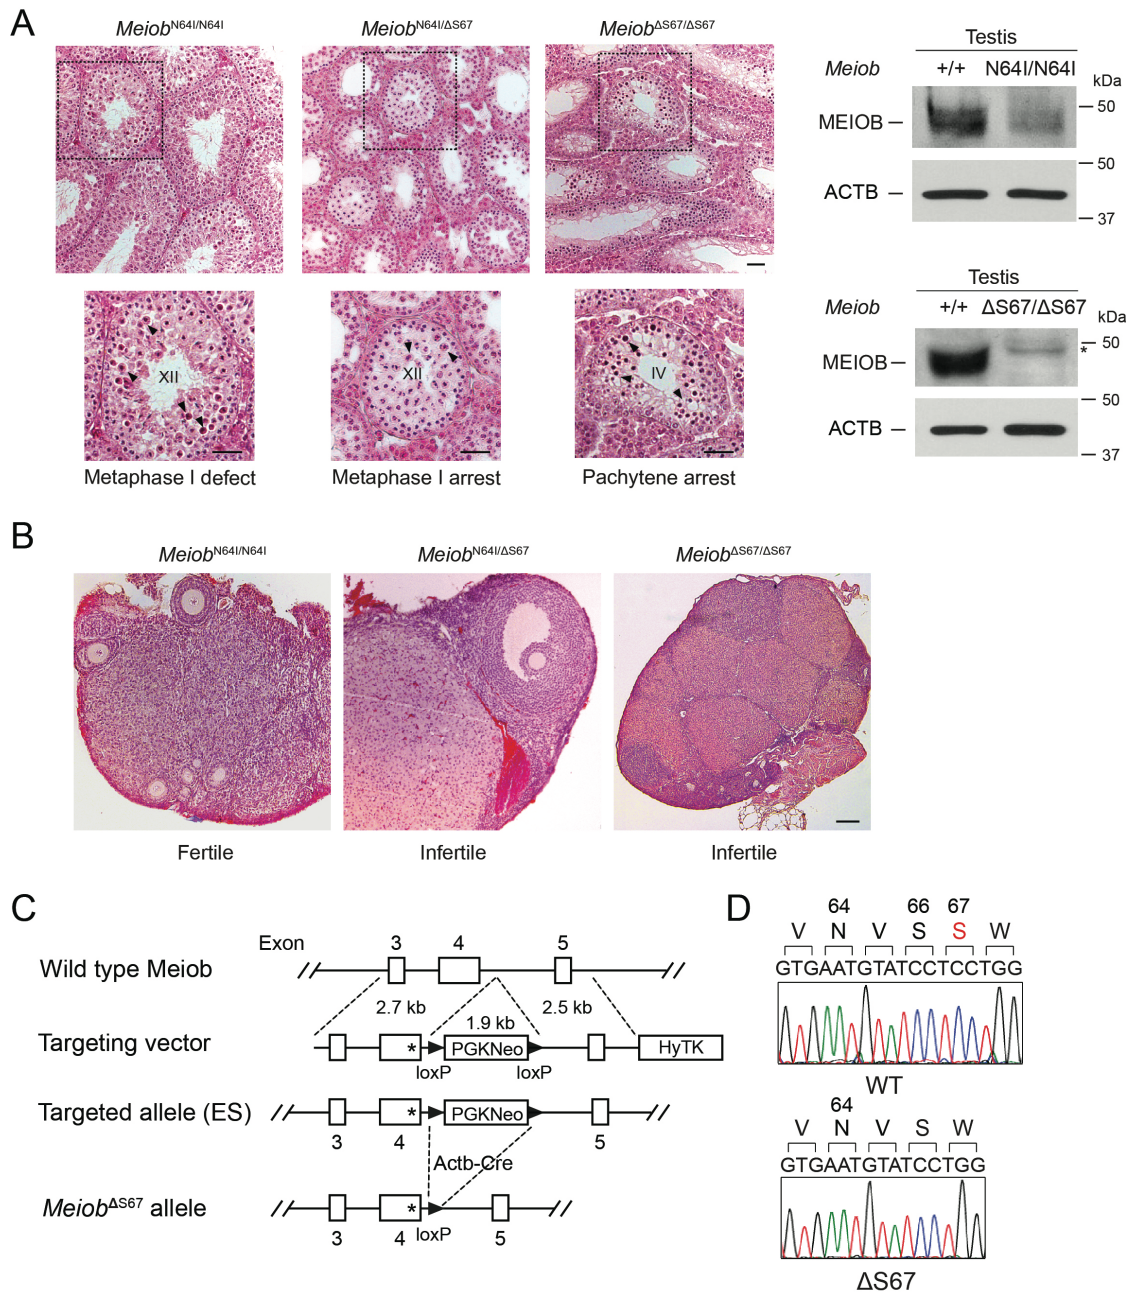 A
Meiob^N64I/N64I
Meiob^N64I/ΔS67
Meiob^ΔS67/ΔS67
XII
XII
IV
Metaphase I defect
Metaphase I arrest
Pachytene arrest
Testis
Meiob +/+ N64I/N64I
kDa
MEIOB
50
50
ACTB
37
Testis
Meiob +/+ ΔS67/ΔS67
kDa
50
*
MEIOB
50
ACTB
37
B
Meiob^N64I/N64I
Meiob^N64I/ΔS67
Meiob^ΔS67/ΔS67
Fertile
Infertile
Infertile
C
Exon 3 4 5
Wild type Meiob
2.7 kb 1.9 kb 2.5 kb
Targeting vector * PGKNeo HyTK
loxP loxP
Targeted allele (ES) * PGKNeo
3 4 5
Actb-Cre
Meiob^ΔS67 allele *
3 4 loxP 5
D
64 66 67
V N V S S W
GTGAATGTATCCTCCTGG
WT
64
V N V S W
GTGAATGTATCCTGG
ΔS67